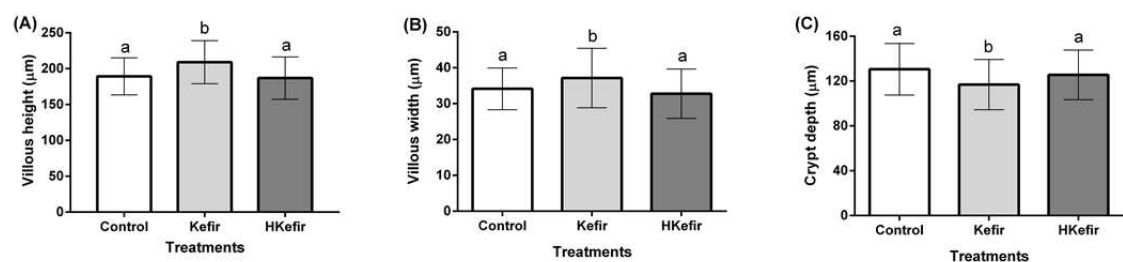 (A)
Villous height (µm)
250
200
150
100
50
0
a
b
a
Control Kefir HKefir
Treatments
(B)
Villous width (µm)
50
40
30
20
10
0
a
b
a
Control Kefir HKefir
Treatments
(C)
Crypt depth (µm)
160
120
80
40
0
a
b
a
Control Kefir HKefir
Treatments